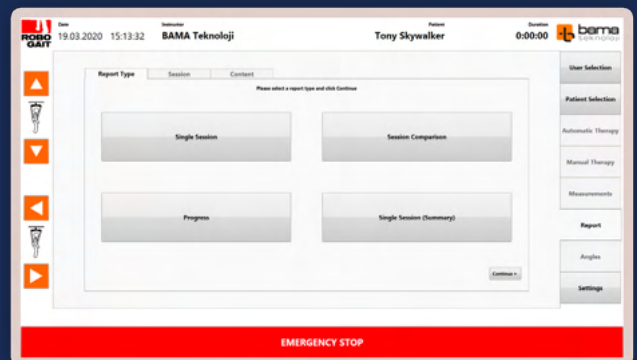 ROBO
GAIT
Date
19.03.2020 15:13:32
Instructor
BAMA Teknoloji
Patient
Tony Skywalker
Duration
0:00:00
bama
teknoloji
Report Type
Session
Content
Please select a report type and click Continue
Single Session
Session Comparison
Progress
Single Session (Summary)
Continue >
User Selection
Patient Selection
Automatic Therapy
Manual Therapy
Measurements
Report
Angles
Settings
EMERGENCY STOP